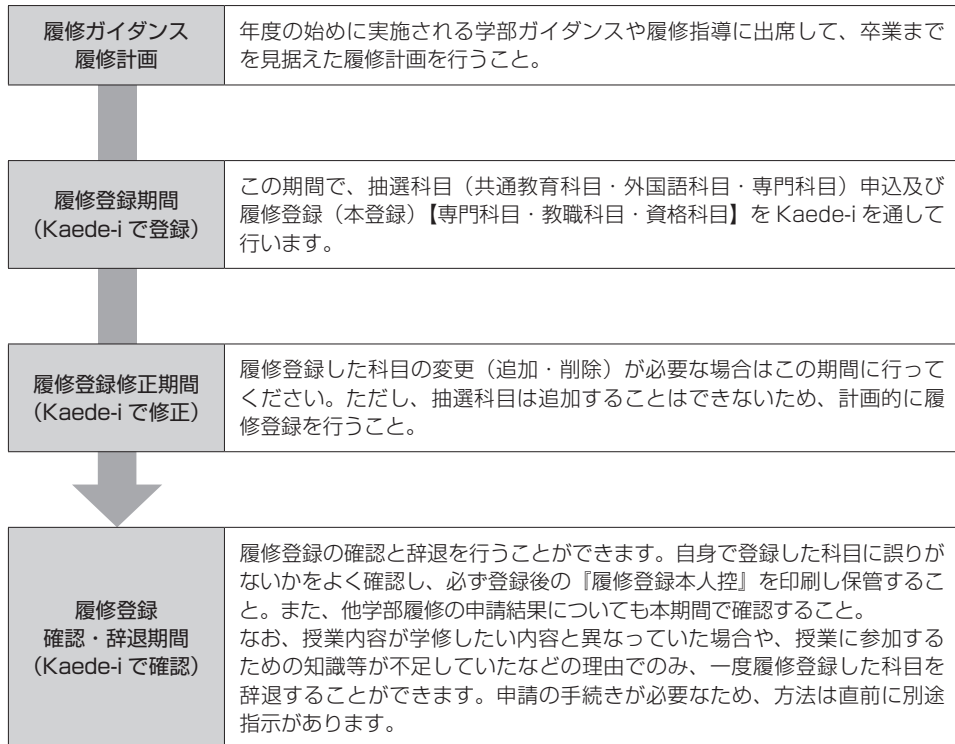 履修ガイダンス
履修計画
年度の始めに実施される学部ガイダンスや履修指導に出席して、卒業まで
を見据えた履修計画を行うこと。
履修登録期間
（Kaede-i で登録）
この期間で、抽選科目（共通教育科目・外国語科目・専門科目）申込及び
履修登録（本登録）【専門科目・教職科目・資格科目】を Kaede-i を通して
行います。
履修登録修正期間
（Kaede-i で修正）
履修登録した科目の変更（追加・削除）が必要な場合はこの期間に行って
ください。ただし、抽選科目は追加することはできないため、計画的に履
修登録を行うこと。
履修登録
確認・辞退期間
（Kaede-i で確認）
履修登録の確認と辞退を行うことができます。自身で登録した科目に誤りが
ないかをよく確認し、必ず登録後の『履修登録本人控』を印刷し保管するこ
と。また、他学部履修の申請結果についても本期間で確認すること。
なお、授業内容が学修したい内容と異なっていた場合や、授業に参加する
ための知識等が不足していたなどの理由でのみ、一度履修登録した科目を
辞退することができます。申請の手続きが必要なため、方法は直前に別途
指示があります。